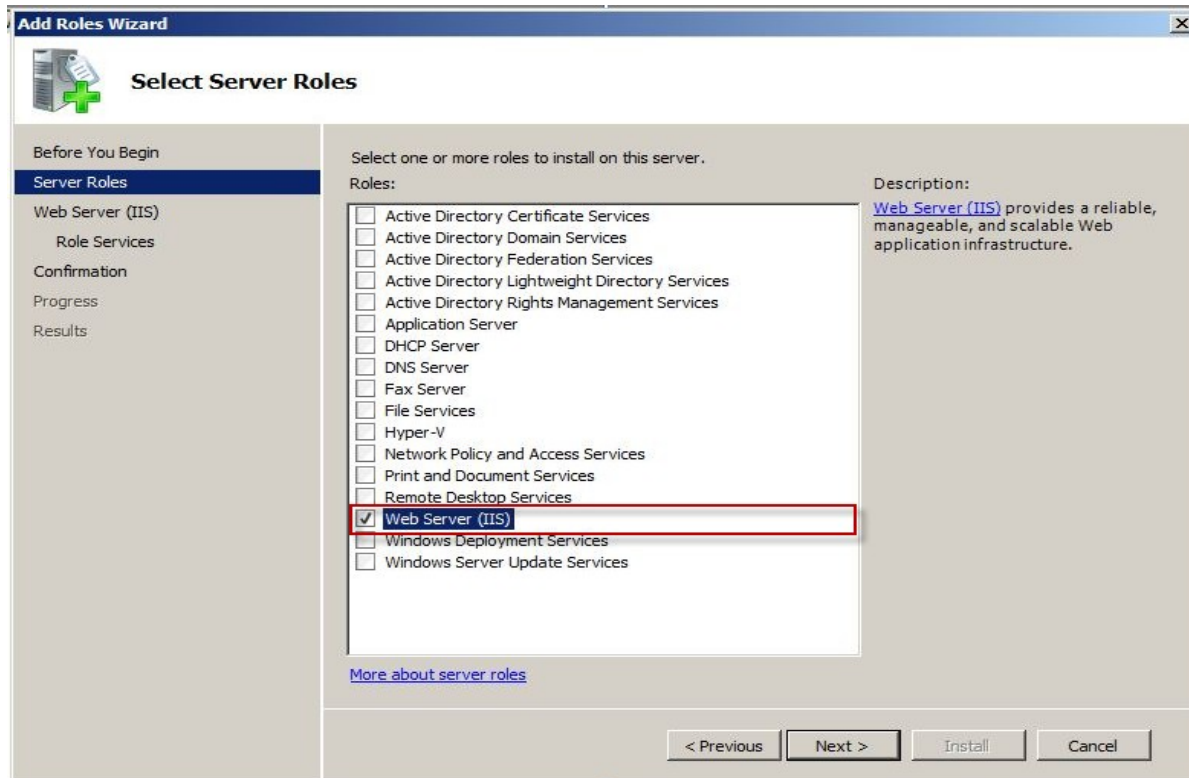 Add Roles Wizard
Select Server Roles
Before You Begin
Server Roles
Web Server (IIS)
Role Services
Confirmation
Progress
Results
Select one or more roles to install on this server.
Roles:
Active Directory Certificate Services
Active Directory Domain Services
Active Directory Federation Services
Active Directory Lightweight Directory Services
Active Directory Rights Management Services
Application Server
DHCP Server
DNS Server
Fax Server
File Services
Hyper-V
Network Policy and Access Services
Print and Document Services
Remote Desktop Services
Web Server (IIS)
Windows Deployment Services
Windows Server Update Services
More about server roles
Description:
Web Server (IIS) provides a reliable,
manageable, and scalable Web
application infrastructure.
< Previous
Next >
Install
Cancel